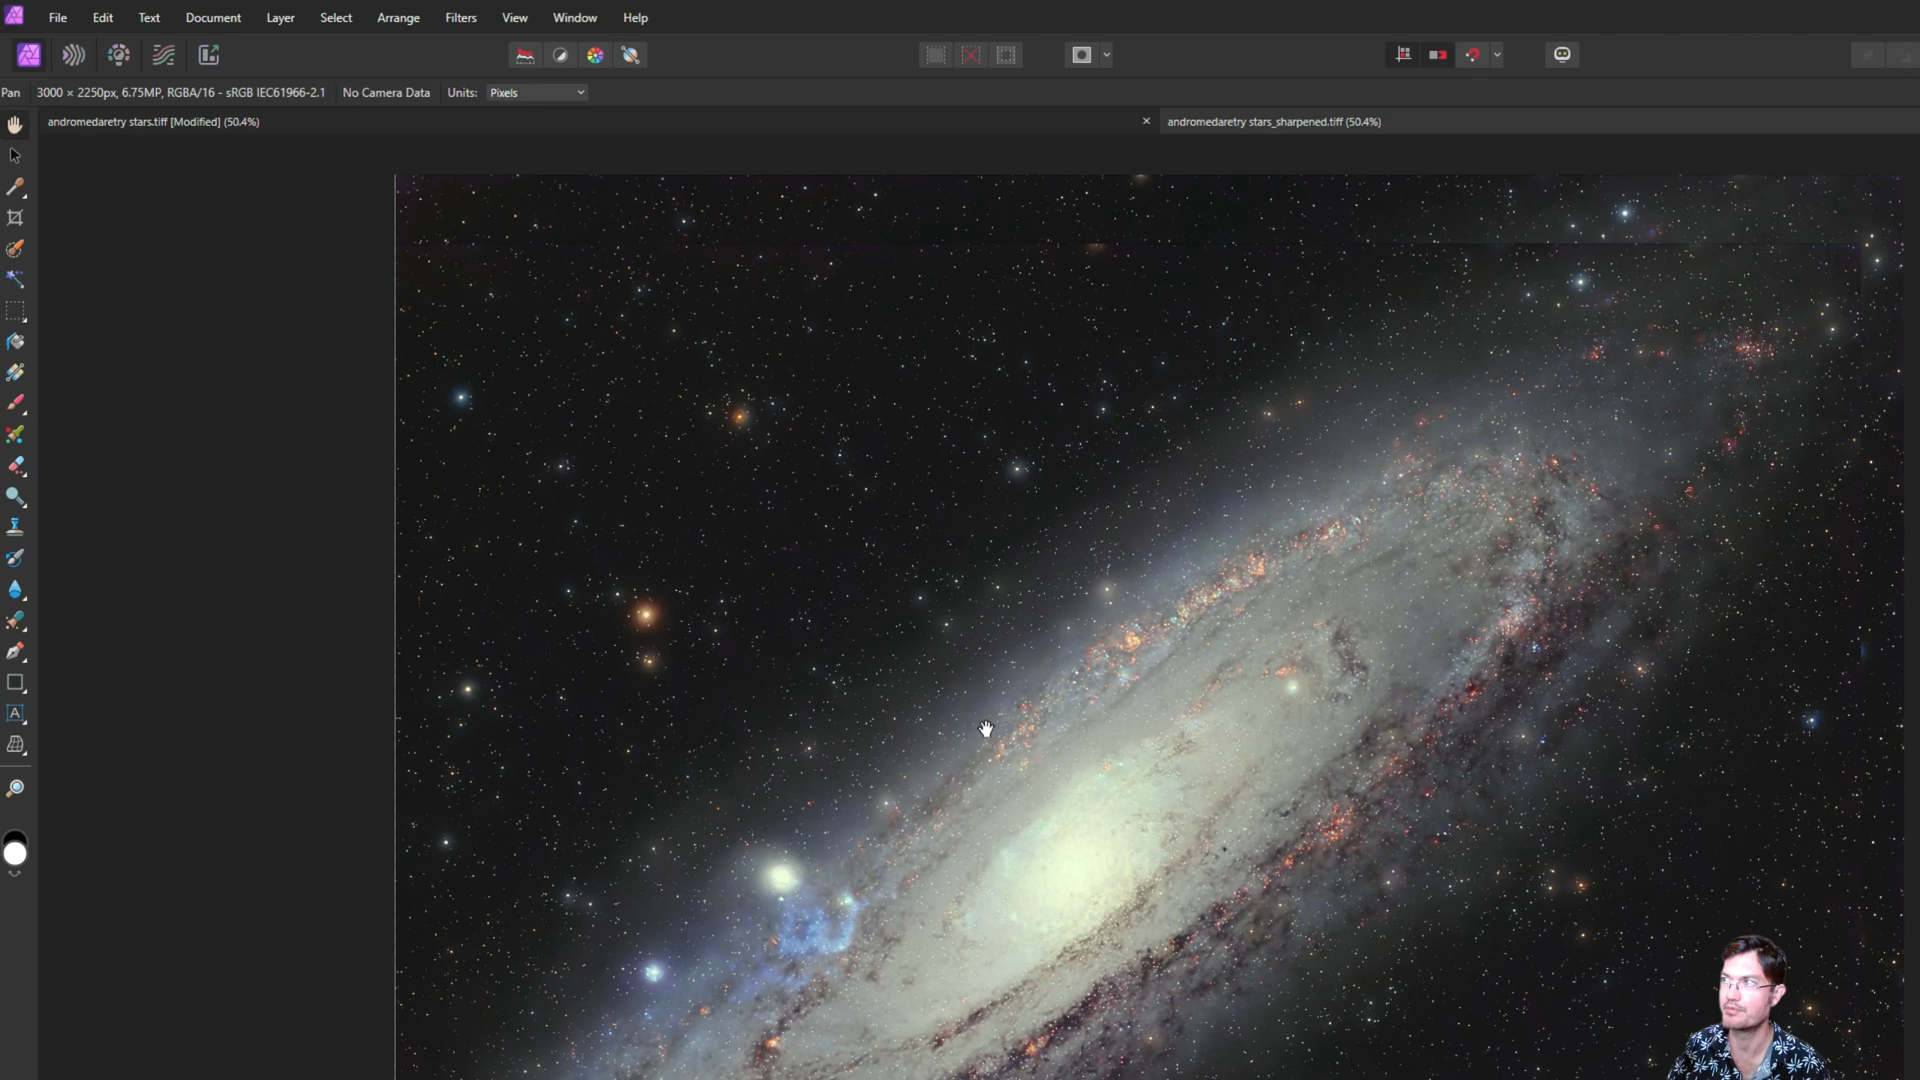 File Edit Text Document Layer Select Arrange Filters View Window Help
Pan 3000 × 2250px, 6.75MP, RGBA/16 - sRGB IEC61966-2.1 No Camera Data Units: Pixels
andromedaretry stars.tiff [Modified] (50.4%) × andromedaretry stars_sharpened.tiff (50.4%)
A